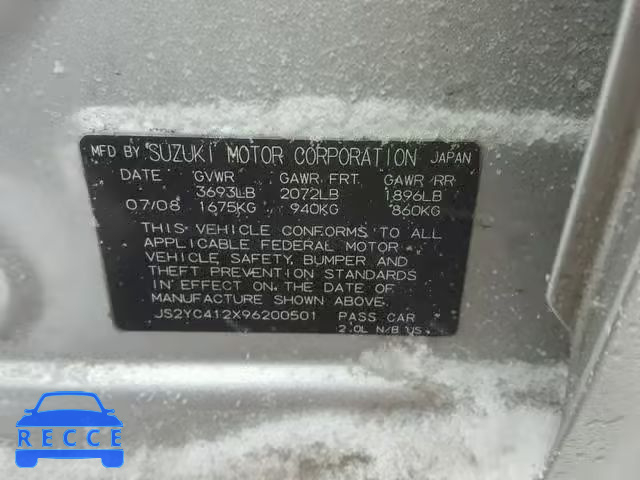 MFD BY SUZUKI MOTOR CORPORATION JAPAN
DATE GVWR GAWR FRT GAWR RR
3693LB 2072LB 1896LB
07/08 1675KG 940KG 860KG
THIS VEHICLE CONFORMS TO ALL
APPLICABLE FEDERAL MOTOR
VEHICLE SAFETY, BUMPER AND
THEFT PREVENTION STANDARDS
IN EFFECT ON THE DATE OF
MANUFACTURE SHOWN ABOVE.
JS2YC412X96200501 PASS CAR
2.0L N/B US
RECCE